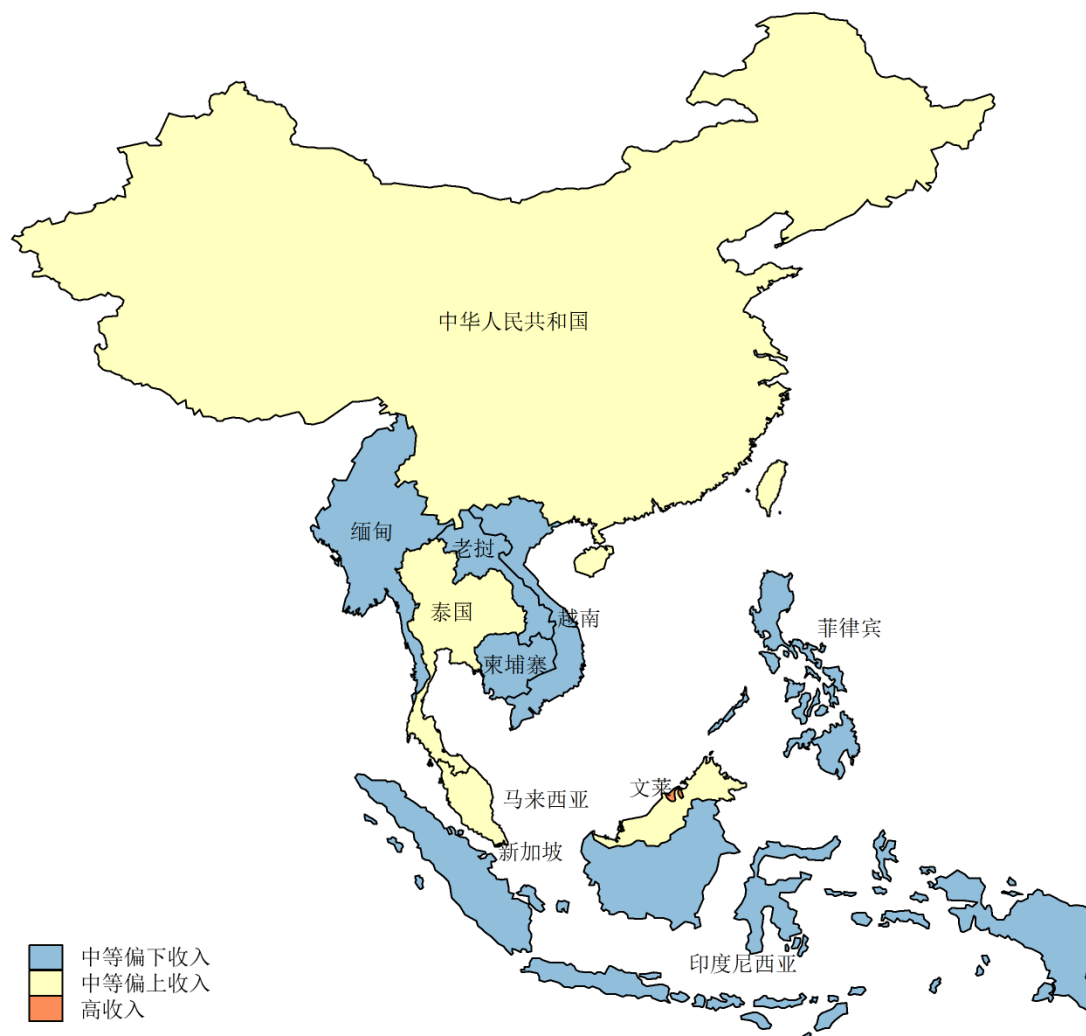 中华人民共和国
缅甸
老挝
泰国
越南
菲律宾
柬埔寨
文莱
马来西亚
新加坡
印度尼西亚
中等偏下收入
中等偏上收入
高收入